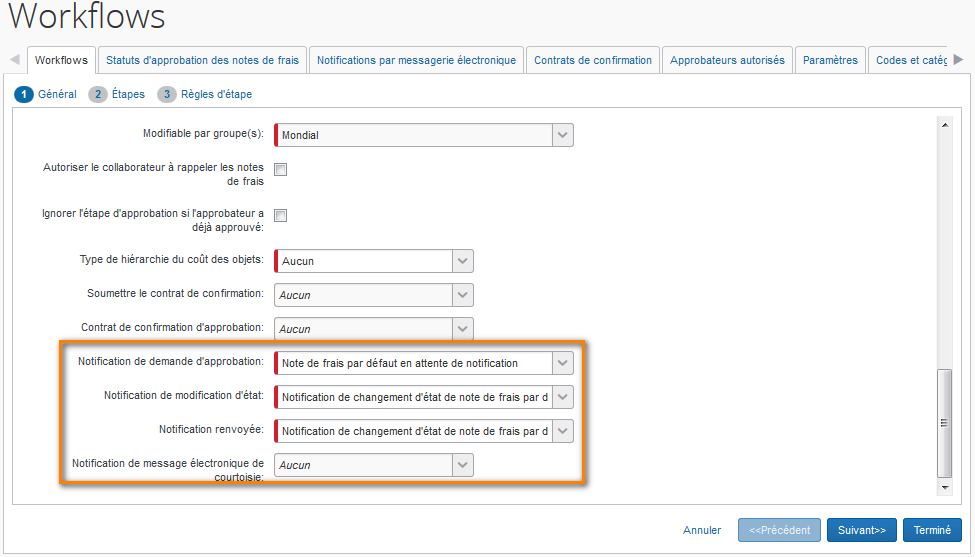 Workflows
Workflows Statuts d'approbation des notes de frais Notifications par messagerie électronique Contrats de confirmation Approbateurs autorisés Paramètres Codes et catég
1 Général 2 Étapes 3 Règles d'étape
Modifiable par groupe(s): Mondial
Autoriser le collaborateur à rappeler les notes
de frais
Ignorer l'étape d'approbation si l'approbateur a
déjà approuvé:
Type de hiérarchie du coût des objets: Aucun
Soumettre le contrat de confirmation: Aucun
Contrat de confirmation d'approbation: Aucun
Notification de demande d'approbation: Note de frais par défaut en attente de notification
Notification de modification d'état: Notification de changement d'état de note de frais par d
Notification renvoyée: Notification de changement d'état de note de frais par d
Notification de message électronique de
courtoisie: Aucun
Annuler <<Précédent Suivant>> Terminé